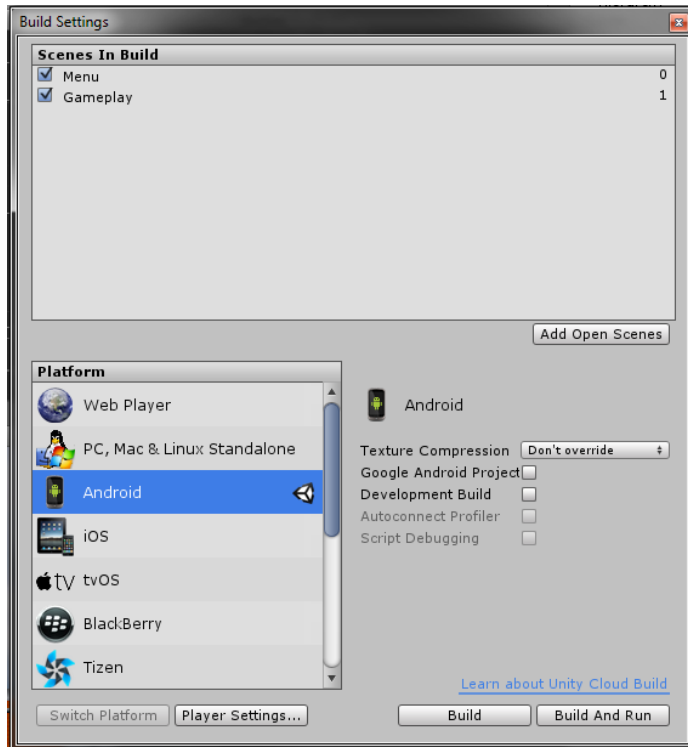 Build Settings
Scenes In Build
Menu 0
Gameplay 1
Add Open Scenes
Platform
Web Player
PC, Mac & Linux Standalone
Android
iOS
tv tvOS
BlackBerry
Tizen
Android
Texture Compression Don't override
Google Android Project
Development Build
Autoconnect Profiler
Script Debugging
Learn about Unity Cloud Build
Switch Platform Player Settings... Build Build And Run